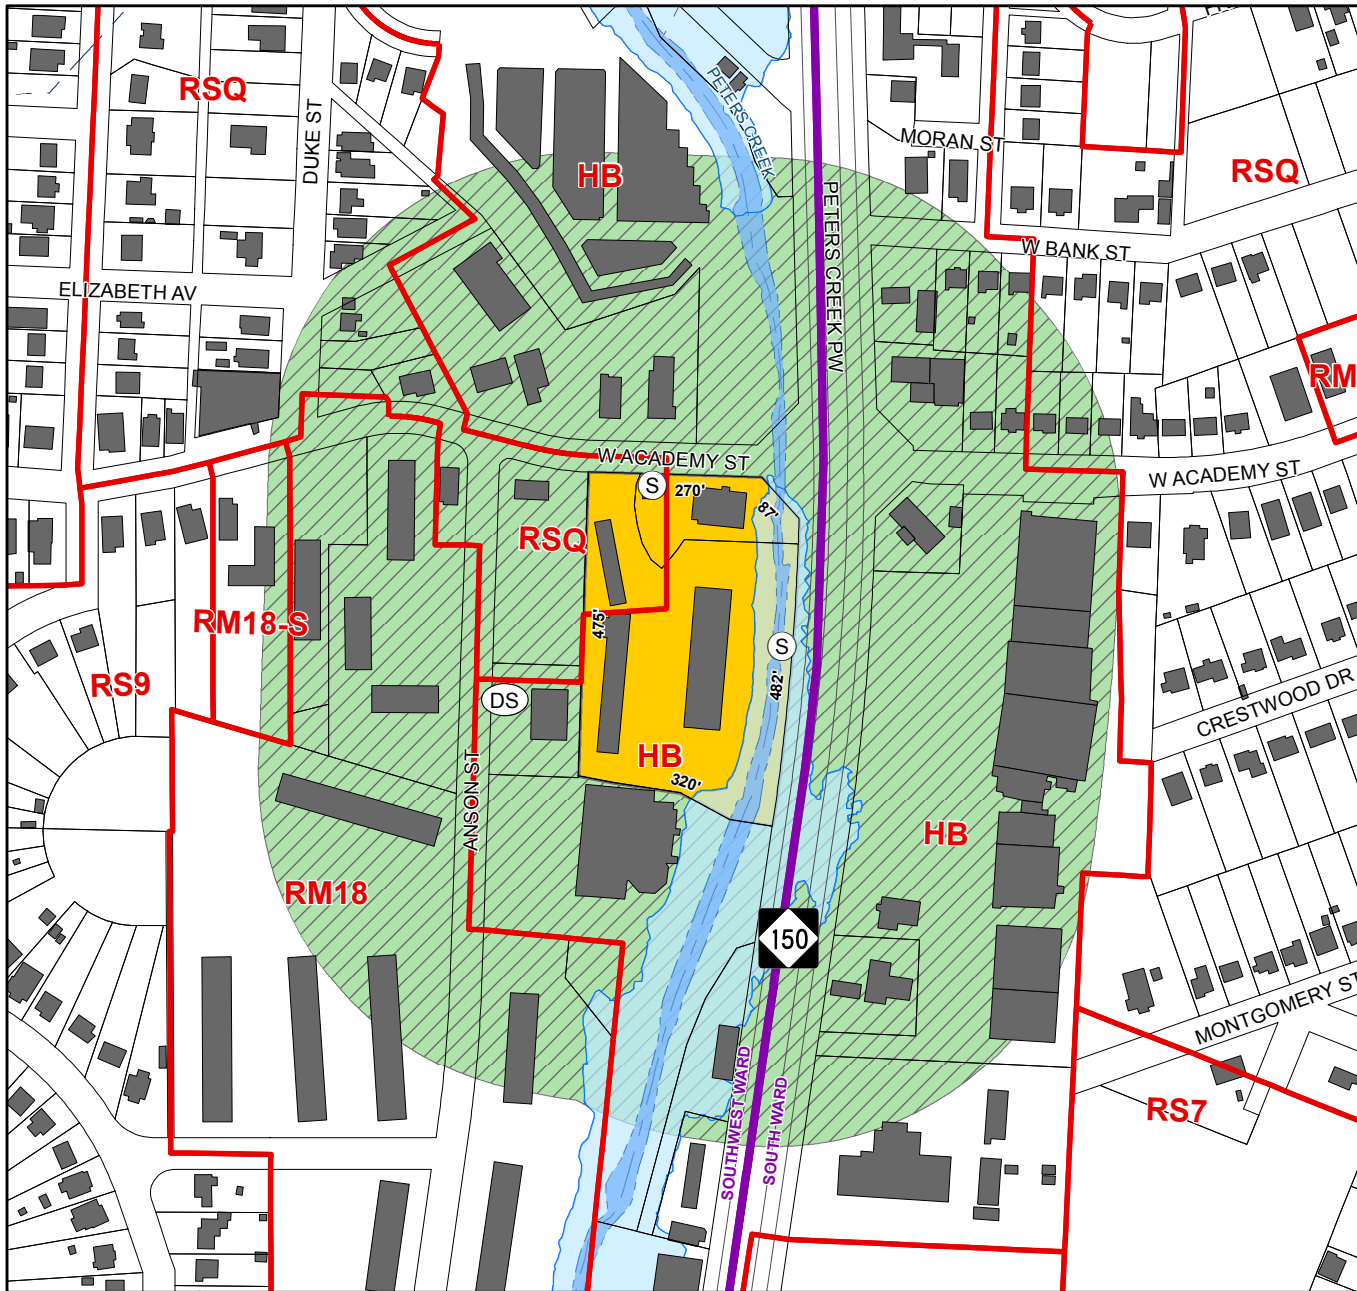 RSQ
DUKE ST
HB
PETERS CREEK
MORAN ST
RSQ
PETERS CREEK PW
W BANK ST
ELIZABETH AV
RM
W ACADEMY ST
W ACADEMY ST
S
270'
87'
RSQ
475'
RM18-S
S
482'
RS9
DS
CRESTWOOD DR
HB
320'
ANSON ST
HB
RM18
150
MONTGOMERY ST
SOUTHWEST WARD
SOUTH WARD
RS7